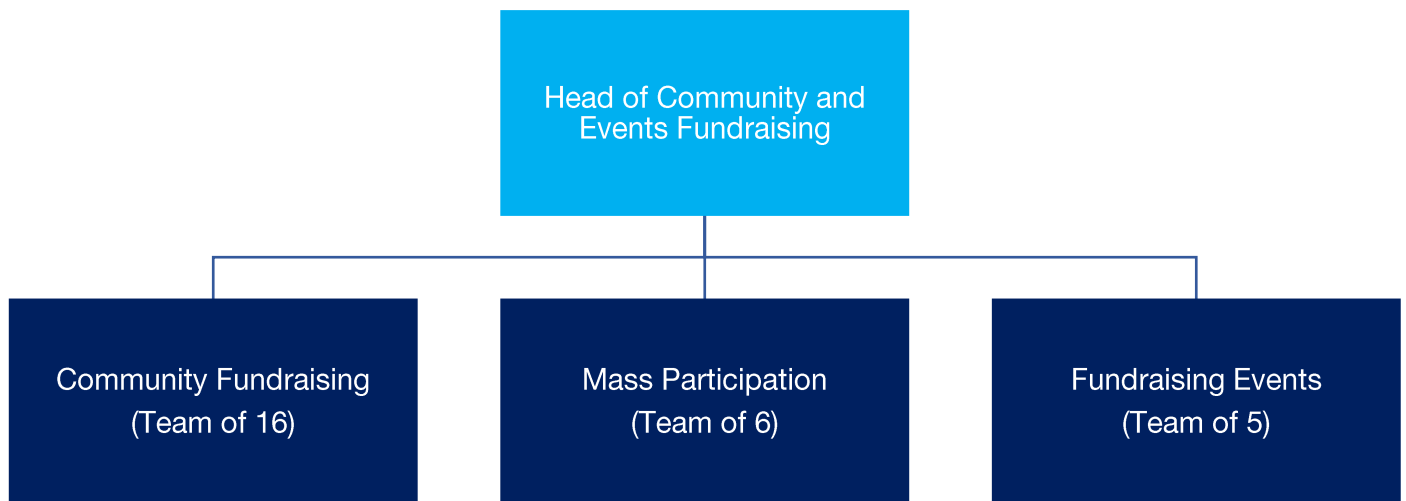 Head of Community and
Events Fundraising
Community Fundraising
(Team of 16)
Mass Participation
(Team of 6)
Fundraising Events
(Team of 5)